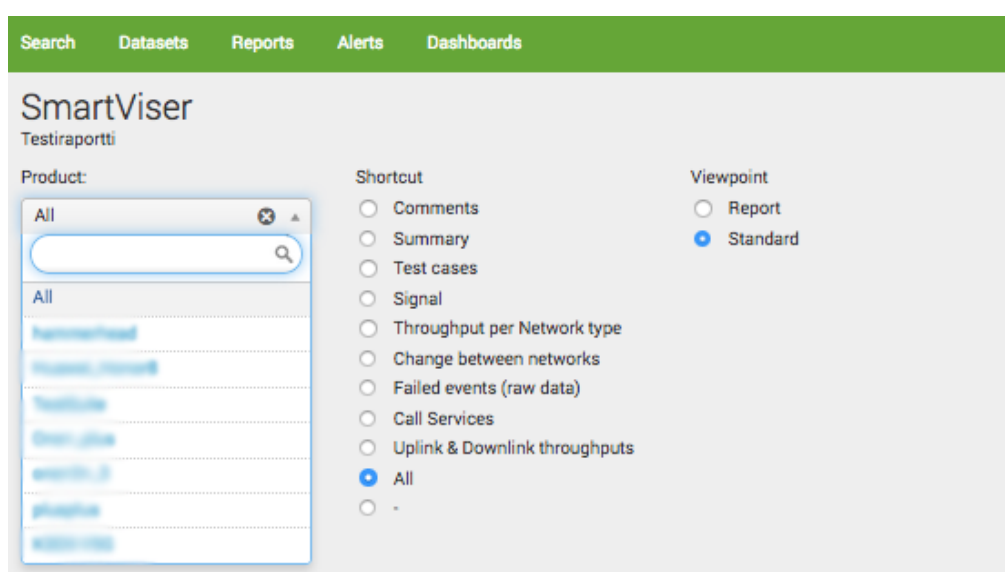 Search Datasets Reports Alerts Dashboards
SmartViser
Testiraportti
Product:
All
All
Shortcut
Comments
Summary
Test cases
Signal
Throughput per Network type
Change between networks
Failed events (raw data)
Call Services
Uplink & Downlink throughputs
All
-
Viewpoint
Report
Standard